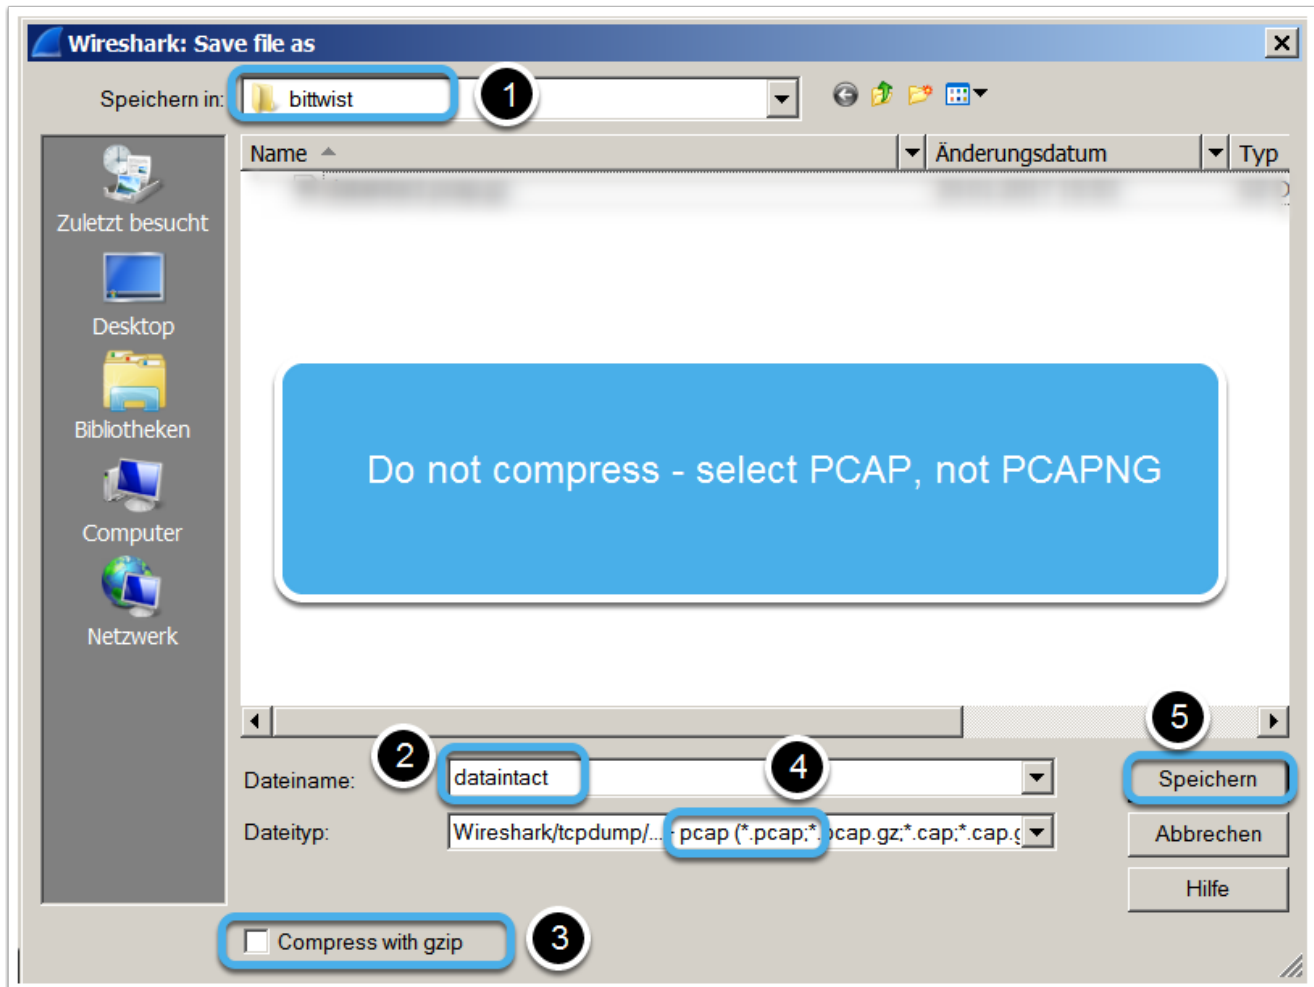 Wireshark: Save file as
Speichern in:
bittwist
1
Name
Änderungsdatum
Typ
Zuletzt besucht
Desktop
Bibliotheken
Computer
Netzwerk
Do not compress - select PCAP, not PCAPNG
2
4
5
Dateiname:
dataintact
Speichern
Dateityp:
Wireshark/tcpdump/... - pcap (*.pcap;*.pcap.gz;*.cap;*.cap.g
Abbrechen
Hilfe
Compress with gzip
3